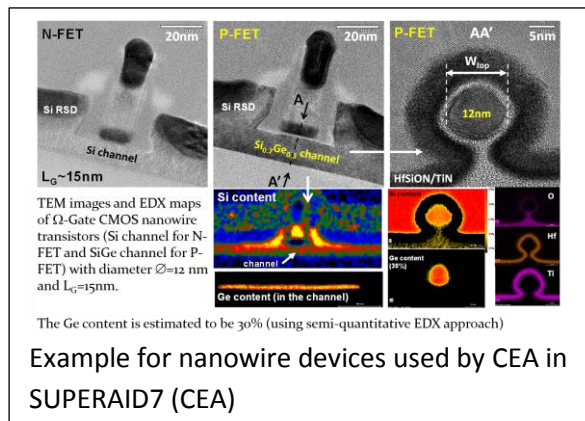 N-FET
20nm
Si RSD
Si channel
LG~15nm
P-FET
20nm
A
Si RSD
Si0.7Ge0.3 channel
A'
P-FET
AA'
5nm
Wtop
12nm
HfSiON/TiN
TEM images and EDX maps
of Ω-Gate CMOS nanowire
transistors (Si channel for N-
FET and SiGe channel for P-
FET) with diameter Ø=12 nm
and LG=15nm.
Si content
channel
Ge content (in the channel)
Si content
Ge content
(30%)
O
Hf
Ti
The Ge content is estimated to be 30% (using semi-quantitative EDX approach)
Example for nanowire devices used by CEA in
SUPERAID7 (CEA)